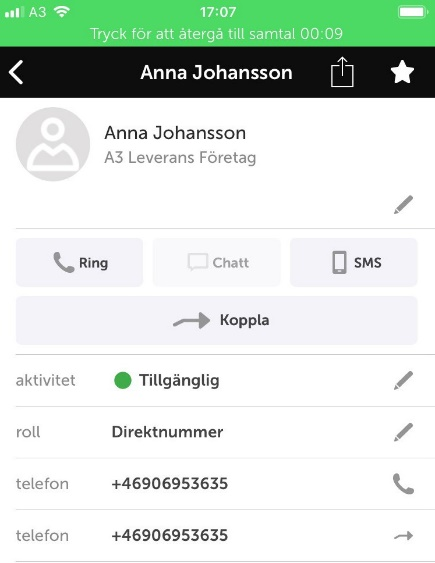 A3 17:07
Tryck för att återgå till samtal 00:09
Anna Johansson
Anna Johansson
A3 Leverans Företag
Ring Chatt SMS
Koppla
aktivitet Tillgänglig
roll Direktnummer
telefon +46906953635
telefon +46906953635